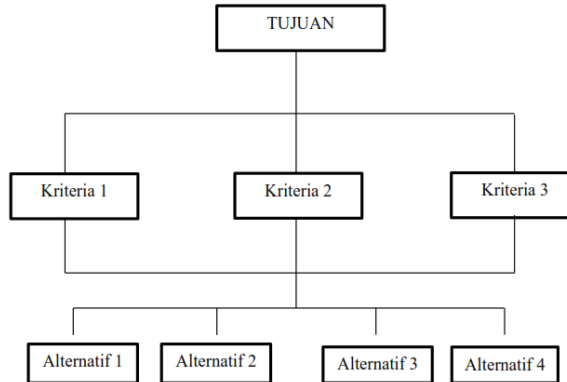 TUJUAN
Kriteria 1
Kriteria 2
Kriteria 3
Alternatif 1
Alternatif 2
Alternatif 3
Alternatif 4